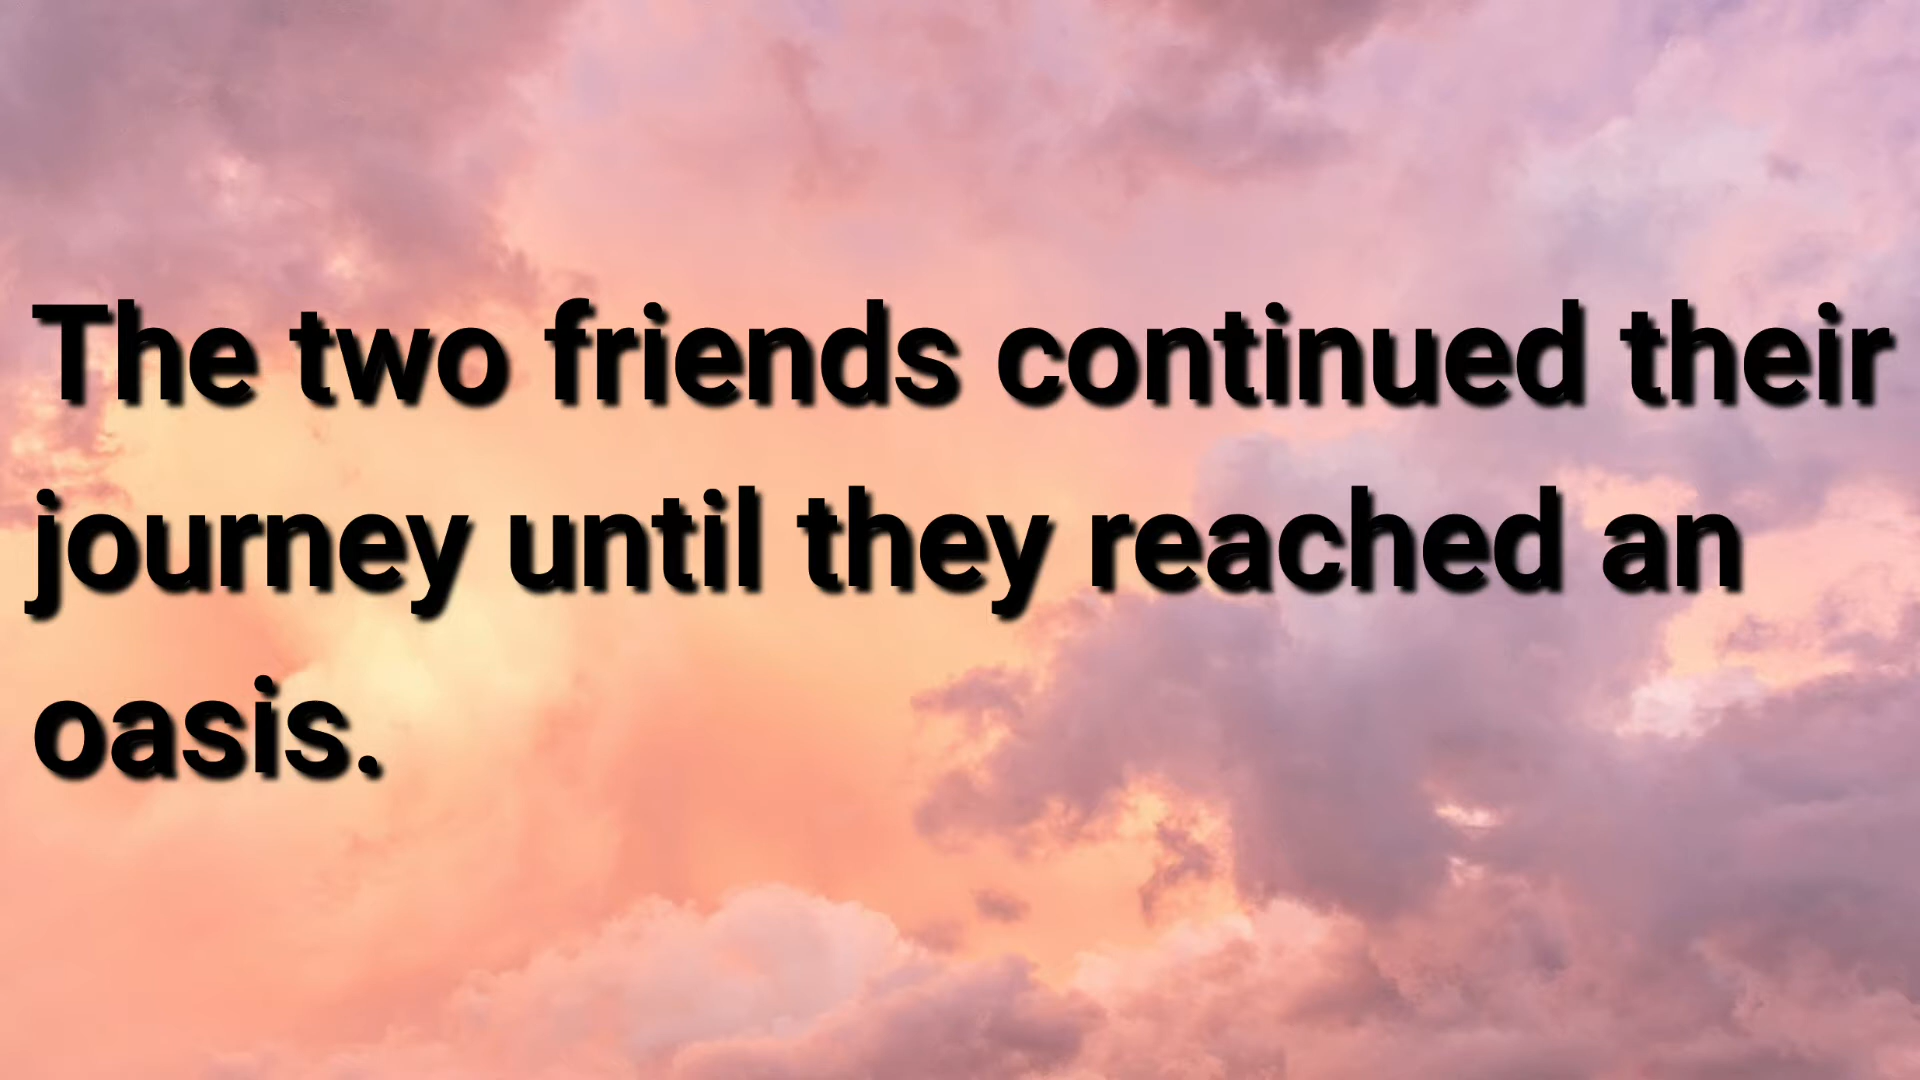 The two friends continued their
journey until they reached an
oasis.